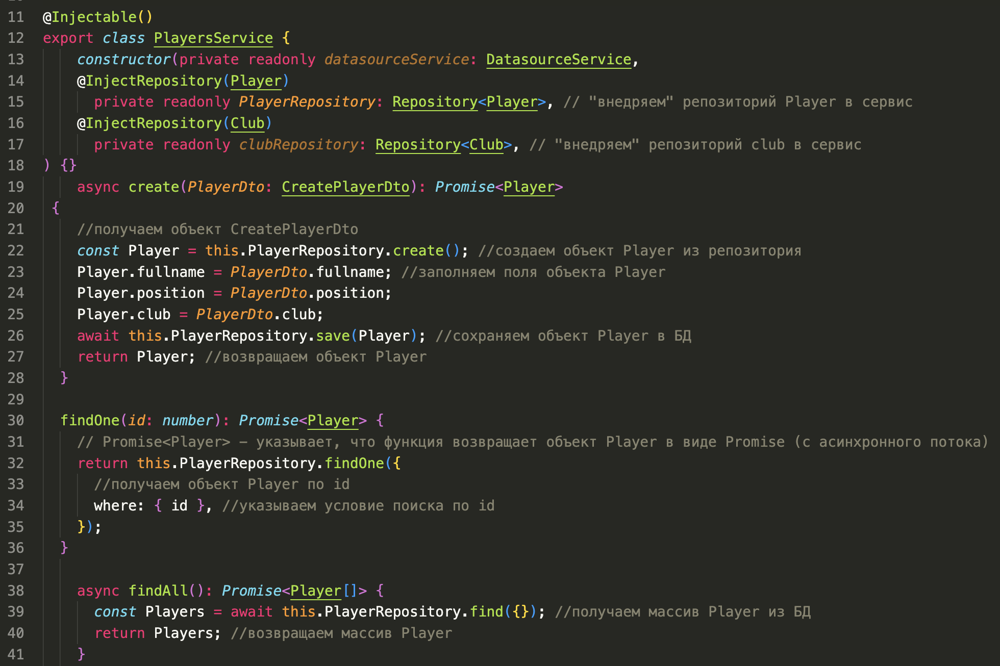 11 @Injectable()
12 export class PlayersService {
13 constructor(private readonly datasourceService: DatasourceService,
14 @InjectRepository(Player)
15 private readonly PlayerRepository: Repository<Player>, // "внедряем" репозиторий Player в сервис
16 @InjectRepository(Club)
17 private readonly clubRepository: Repository<Club>, // "внедряем" репозиторий club в сервис
18 ) {}
19 async create(PlayerDto: CreatePlayerDto): Promise<Player>
20 {
21 //получаем объект CreatePlayerDto
22 const Player = this.PlayerRepository.create(); //создаем объект Player из репозитория
23 Player.fullname = PlayerDto.fullname; //заполняем поля объекта Player
24 Player.position = PlayerDto.position;
25 Player.club = PlayerDto.club;
26 await this.PlayerRepository.save(Player); //сохраняем объект Player в БД
27 return Player; //возвращаем объект Player
28 }
29
30 findOne(id: number): Promise<Player> {
31 // Promise<Player> – указывает, что функция возвращает объект Player в виде Promise (с асинхронного потока)
32 return this.PlayerRepository.findOne({
33 //получаем объект Player по id
34 where: { id }, //указываем условие поиска по id
35 });
36 }
37
38 async findAll(): Promise<Player[]> {
39 const Players = await this.PlayerRepository.find({}); //получаем массив Player из БД
40 return Players; //возвращаем массив Player
41 }